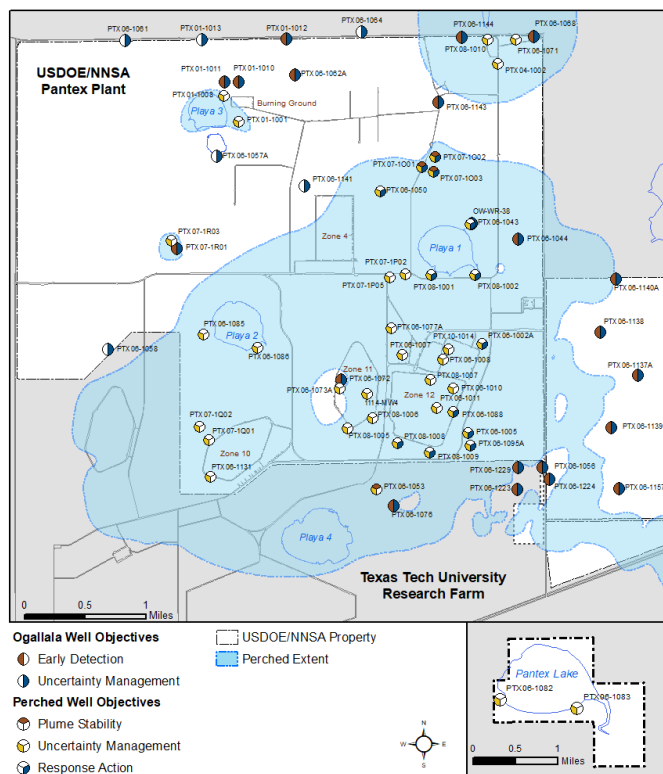 PTX 06-1061
PTX 01-1013
PTX 01-1012
PTX 06-1064
PTX 06-1144
PTX 06-1068
PTX 08-1010
PTX 06-1071
PTX 04-1002
USDOE/NNSA
Pantex Plant
PTX 01-1011
PTX 01-1010
PTX 06-1062A
PTX 01-1008
Burning Ground
Playa 3
PTX 01-1001
PTX 06-1143
PTX 06-1057A
PTX 07-1O02
PTX 07-1O01
PTX 07-1O03
PTX 06-1141
PTX 06-1050
OW-WR-38
PTX 06-1043
Zone 4
PTX 07-1R03
PTX 07-1R01
Playa 1
PTX 06-1044
PTX 07-1P02
PTX 07-1P05
PTX 08-1001
PTX 08-1002
PTX 06-1140A
PTX 06-1085
Playa 2
PTX 06-1086
PTX 06-1058
PTX 06-1077A
PTX 06-1007
PTX 10-1014
PTX 06-1002A
PTX 06-1008
PTX 06-1138
Zone 11
PTX 06-1072
PTX 06-1073A
1114-MW4
PTX 08-1007
Zone 12
PTX 06-1010
PTX 06-1011
PTX 06-1088
PTX 06-1137A
PTX 08-1006
PTX 08-1005
PTX 08-1008
PTX 08-1009
PTX 06-1005
PTX 06-1095A
PTX 06-1139
PTX 07-1Q02
PTX 07-1Q01
Zone 10
PTX 06-1131
PTX 06-1229
PTX 06-1056
PTX 06-1223
PTX 06-1224
PTX 06-1157
PTX 06-1053
PTX 06-1076
Playa 4
Texas Tech University
Research Farm
0 0.5 1
Miles
Ogallala Well Objectives
Early Detection
Uncertainty Management
Perched Well Objectives
Plume Stability
Uncertainty Management
Response Action
USDOE/NNSA Property
Perched Extent
N
W E
S
Pantex Lake
PTX 06-1082
PTX 06-1083
0 0.5 1
Miles